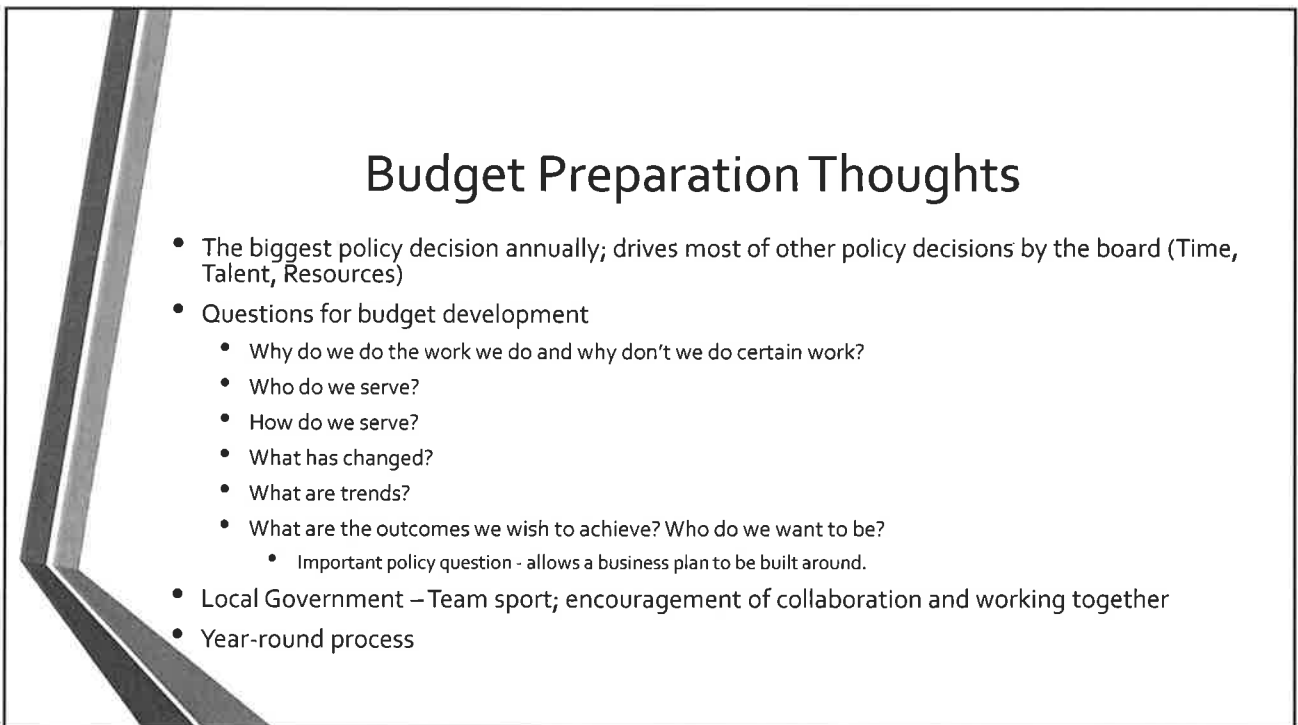 Budget Preparation Thoughts
• The biggest policy decision annually; drives most of other policy decisions by the board (Time,
Talent, Resources)
• Questions for budget development
• Why do we do the work we do and why don't we do certain work?
• Who do we serve?
• How do we serve?
• What has changed?
• What are trends?
• What are the outcomes we wish to achieve? Who do we want to be?
• Important policy question - allows a business plan to be built around.
• Local Government – Team sport; encouragement of collaboration and working together
• Year-round process